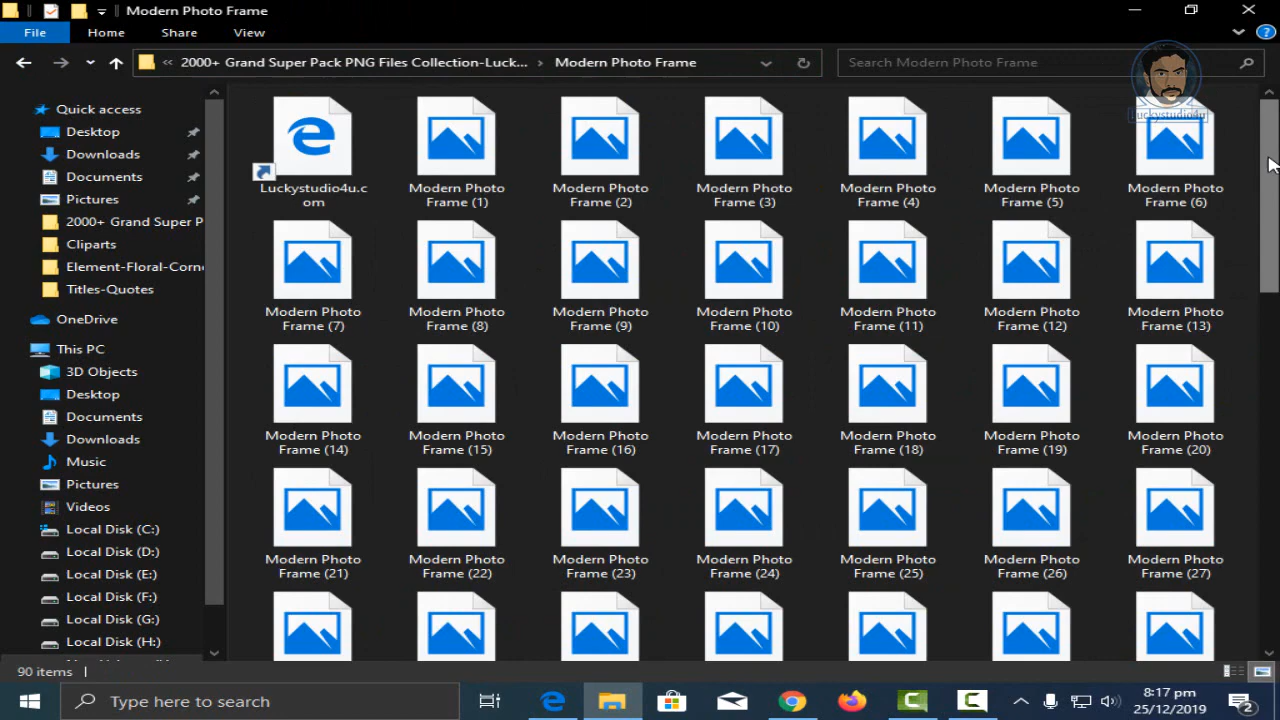 Modern Photo Frame
File Home Share View
« 2000+ Grand Super Pack PNG Files Collection-Luck... › Modern Photo Frame
Search Modern Photo Frame
Luckystudio4u
Quick access
Desktop
Downloads
Documents
Pictures
2000+ Grand Super P
Cliparts
Element-Floral-Corne
Titles-Quotes
OneDrive
This PC
3D Objects
Desktop
Documents
Downloads
Music
Pictures
Videos
Local Disk (C:)
Local Disk (D:)
Local Disk (E:)
Local Disk (F:)
Local Disk (G:)
Local Disk (H:)
Luckystudio4u.c
om
Modern Photo
Frame (1)
Modern Photo
Frame (2)
Modern Photo
Frame (3)
Modern Photo
Frame (4)
Modern Photo
Frame (5)
Modern Photo
Frame (6)
Modern Photo
Frame (7)
Modern Photo
Frame (8)
Modern Photo
Frame (9)
Modern Photo
Frame (10)
Modern Photo
Frame (11)
Modern Photo
Frame (12)
Modern Photo
Frame (13)
Modern Photo
Frame (14)
Modern Photo
Frame (15)
Modern Photo
Frame (16)
Modern Photo
Frame (17)
Modern Photo
Frame (18)
Modern Photo
Frame (19)
Modern Photo
Frame (20)
Modern Photo
Frame (21)
Modern Photo
Frame (22)
Modern Photo
Frame (23)
Modern Photo
Frame (24)
Modern Photo
Frame (25)
Modern Photo
Frame (26)
Modern Photo
Frame (27)
90 items
Type here to search
8:17 pm
25/12/2019
2